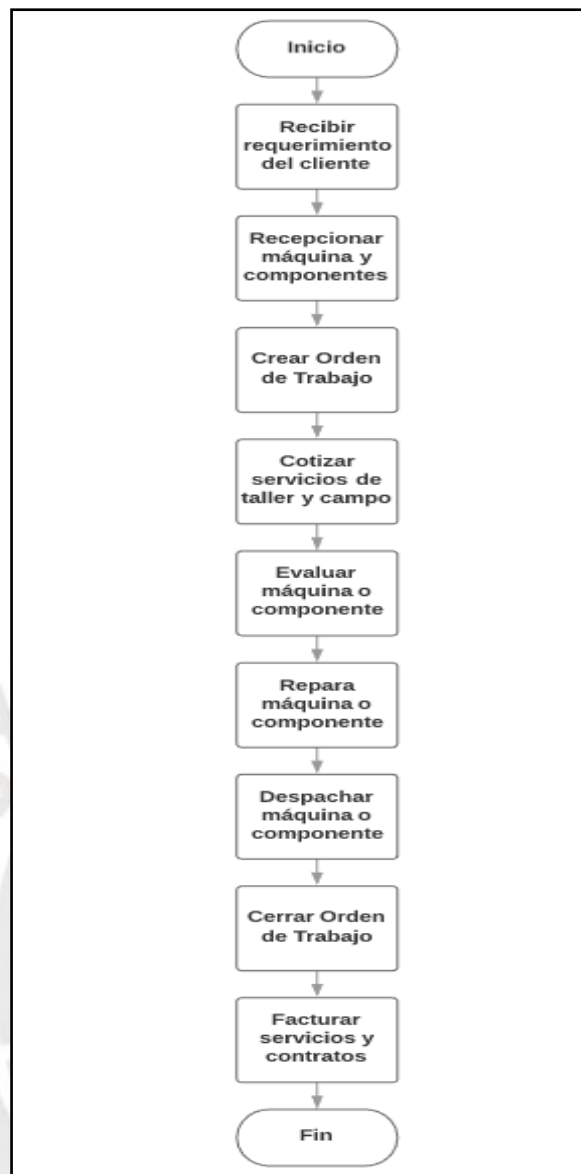 Inicio
Recibir
requerimiento
del cliente
Recepcionar
máquina y
componentes
Crear Orden
de Trabajo
Cotizar
servicios de
taller y campo
Evaluar
máquina o
componente
Repara
máquina o
componente
Despachar
máquina o
componente
Cerrar Orden
de Trabajo
Facturar
servicios y
contratos
Fin